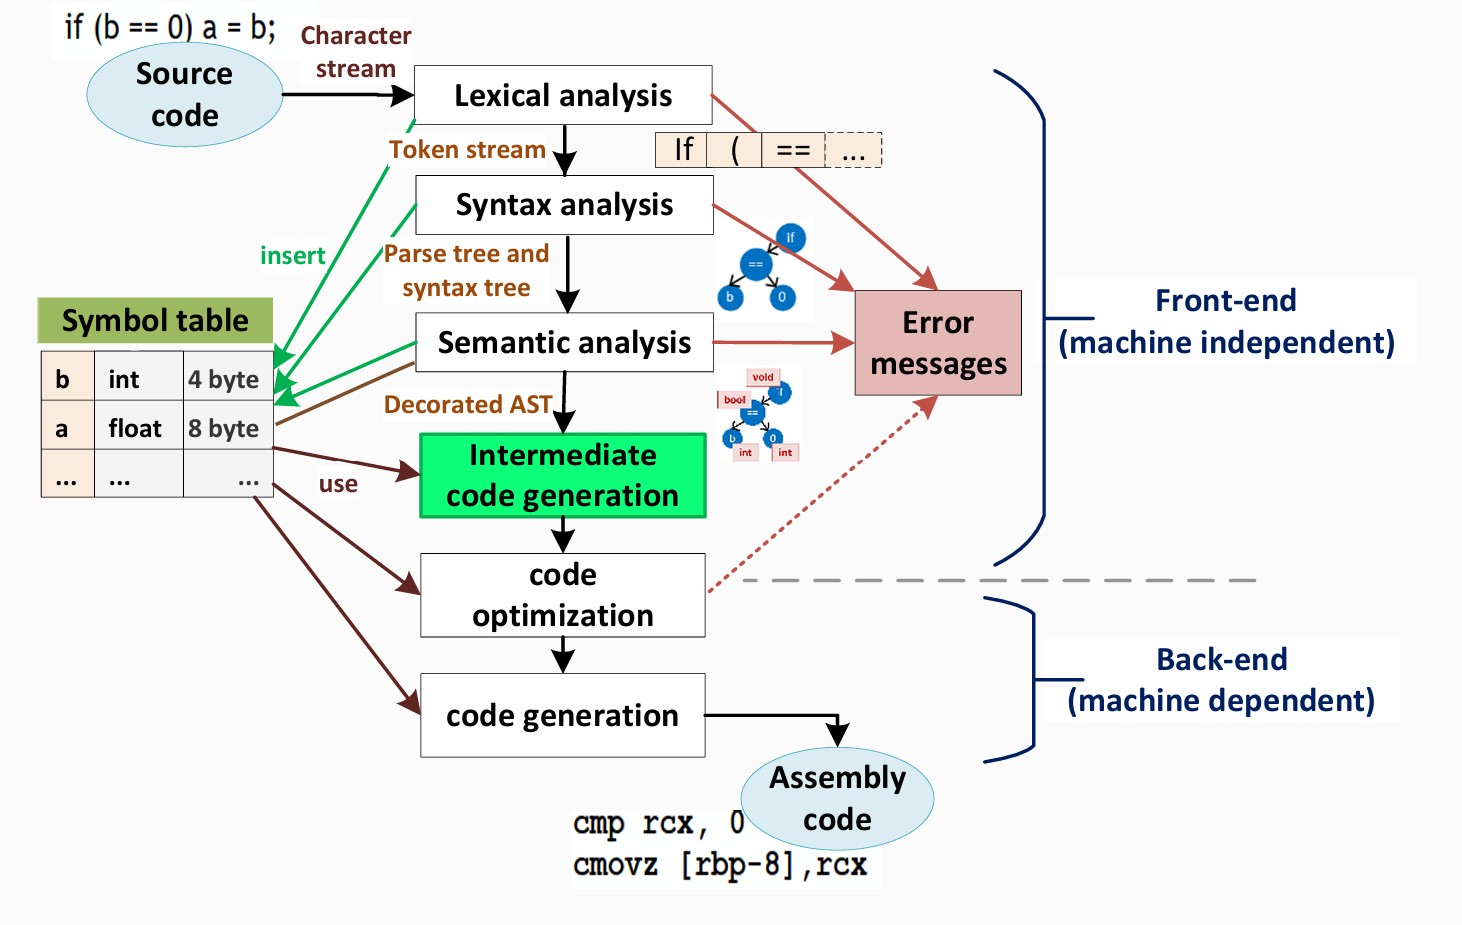 if (b == 0) a = b;
Character
stream
Source
code
Lexical analysis
Token stream
If ( == ...
Syntax analysis
insert
Parse tree and
syntax tree
if
==
b 0
Symbol table
b int 4 byte
a float 8 byte
... ... ...
Semantic analysis
Error
messages
Front-end
(machine independent)
Decorated AST
void
if
bool
==
b 0
int int
use
Intermediate
code generation
code
optimization
code generation
Back-end
(machine dependent)
Assembly
code
cmp rcx, 0
cmovz [rbp-8],rcx